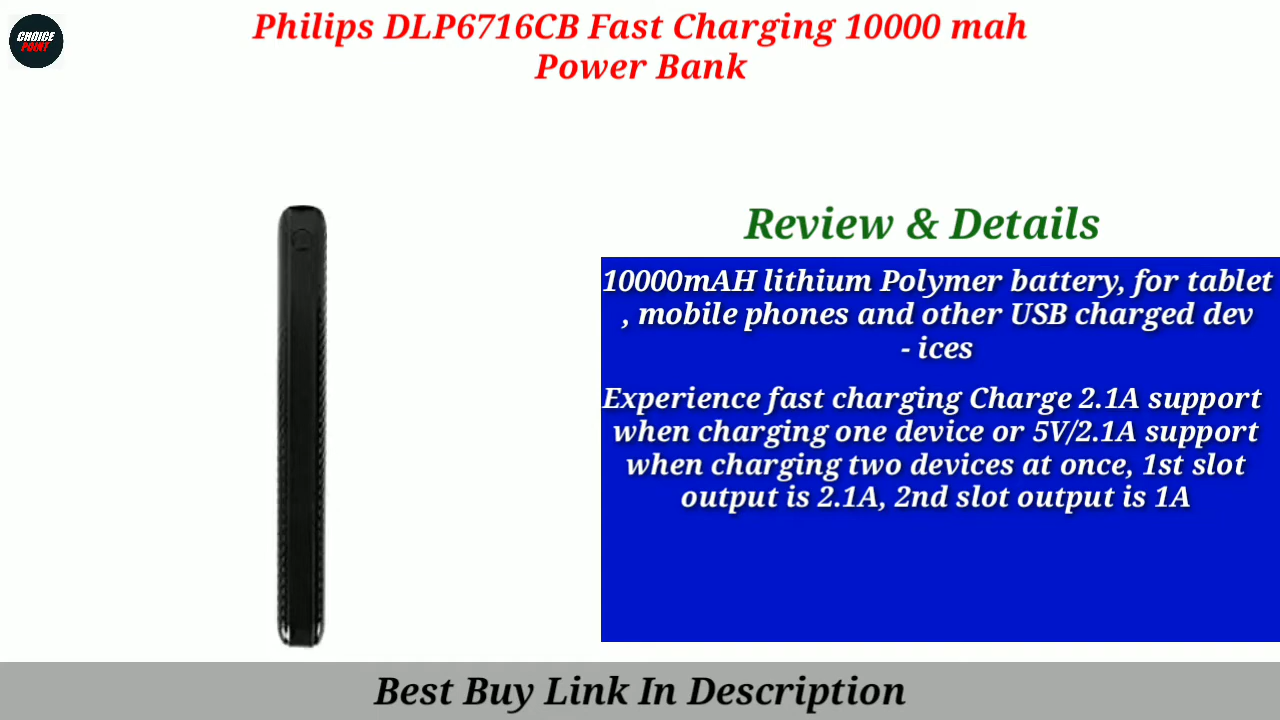 CHOICE
POINT
Philips DLP6716CB Fast Charging 10000 mah
Power Bank
Review & Details
10000mAH lithium Polymer battery, for tablet
, mobile phones and other USB charged dev
- ices
Experience fast charging Charge 2.1A support
when charging one device or 5V/2.1A support
when charging two devices at once, 1st slot
output is 2.1A, 2nd slot output is 1A
Best Buy Link In Description